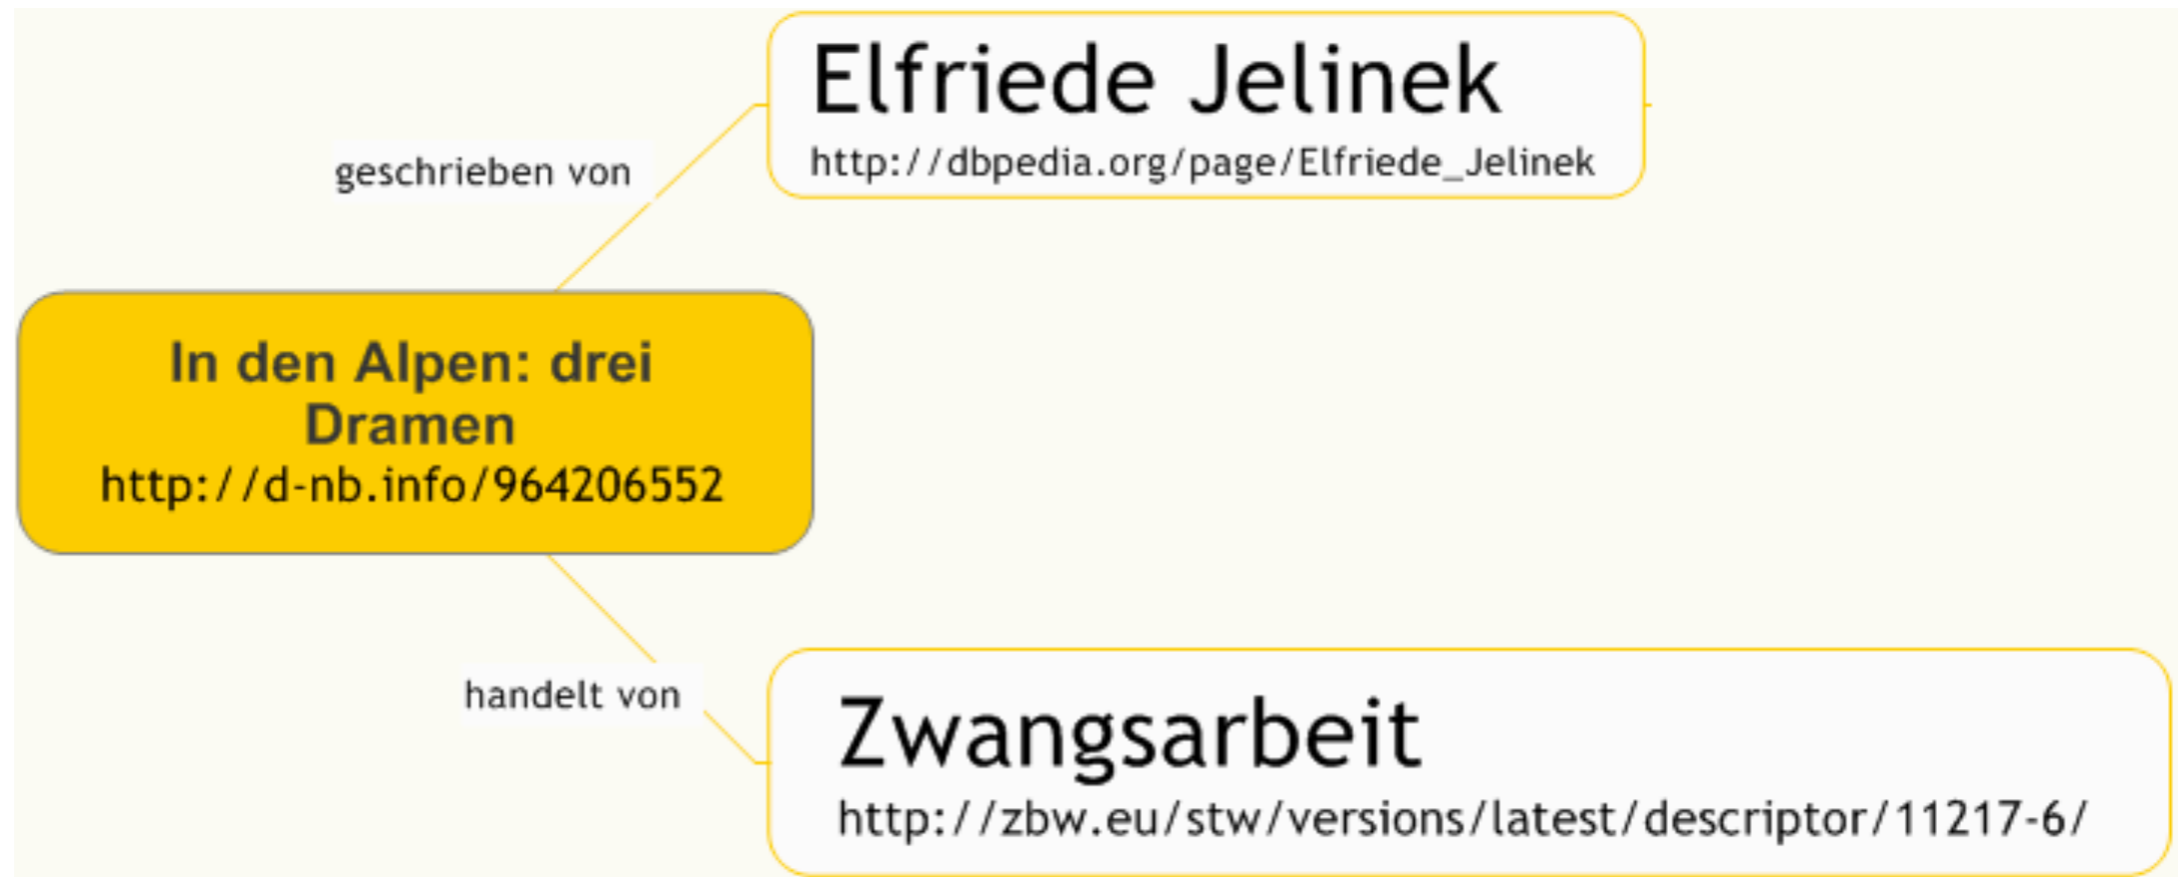 Elfriede Jelinek
http://dbpedia.org/page/Elfriede_Jelinek
geschrieben von
In den Alpen: drei
Dramen
http://d-nb.info/964206552
handelt von
Zwangsarbeit
http://zbw.eu/stw/versions/latest/descriptor/11217-6/